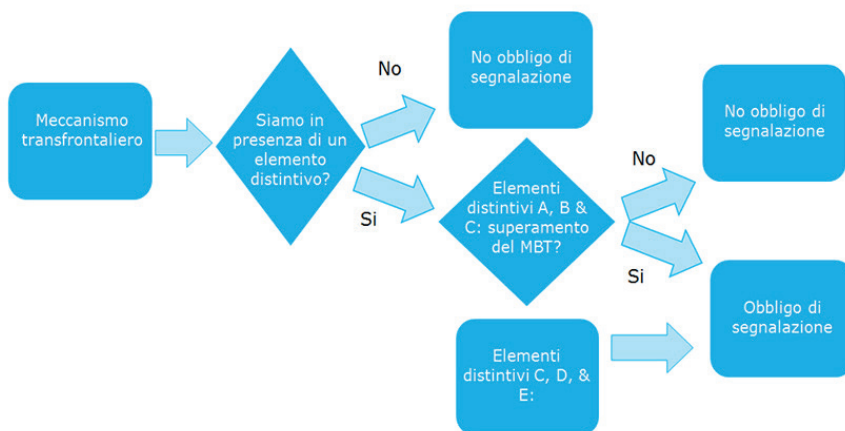 Meccanismo
transfrontaliero
Siamo in
presenza di un
elemento
distintivo?
No
No obbligo di
segnalazione
Si
Elementi
distintivi A, B &
C: superamento
del MBT?
No
No obbligo di
segnalazione
Si
Obbligo di
segnalazione
Elementi
distintivi C, D, &
E: